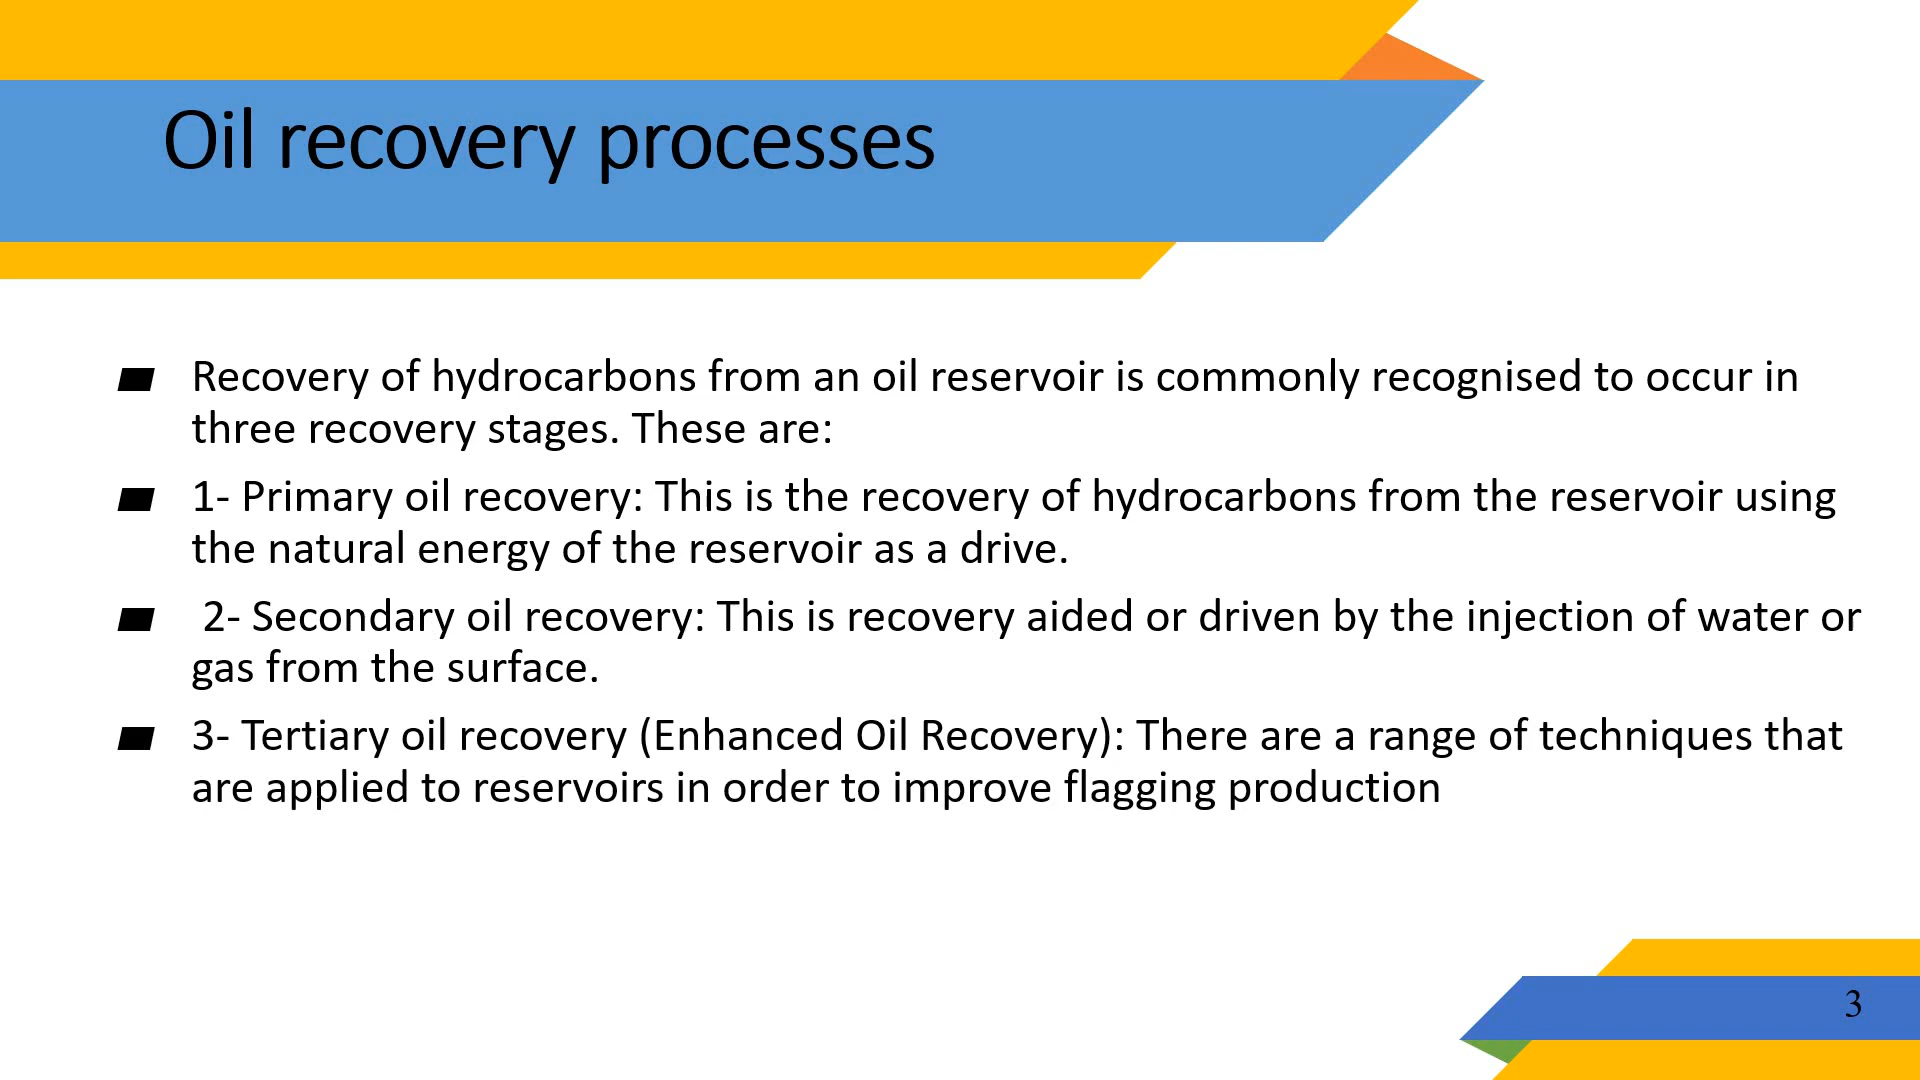 Oil recovery processes
Recovery of hydrocarbons from an oil reservoir is commonly recognised to occur in
three recovery stages. These are:
1- Primary oil recovery: This is the recovery of hydrocarbons from the reservoir using
the natural energy of the reservoir as a drive.
2- Secondary oil recovery: This is recovery aided or driven by the injection of water or
gas from the surface.
3- Tertiary oil recovery (Enhanced Oil Recovery): There are a range of techniques that
are applied to reservoirs in order to improve flagging production
3